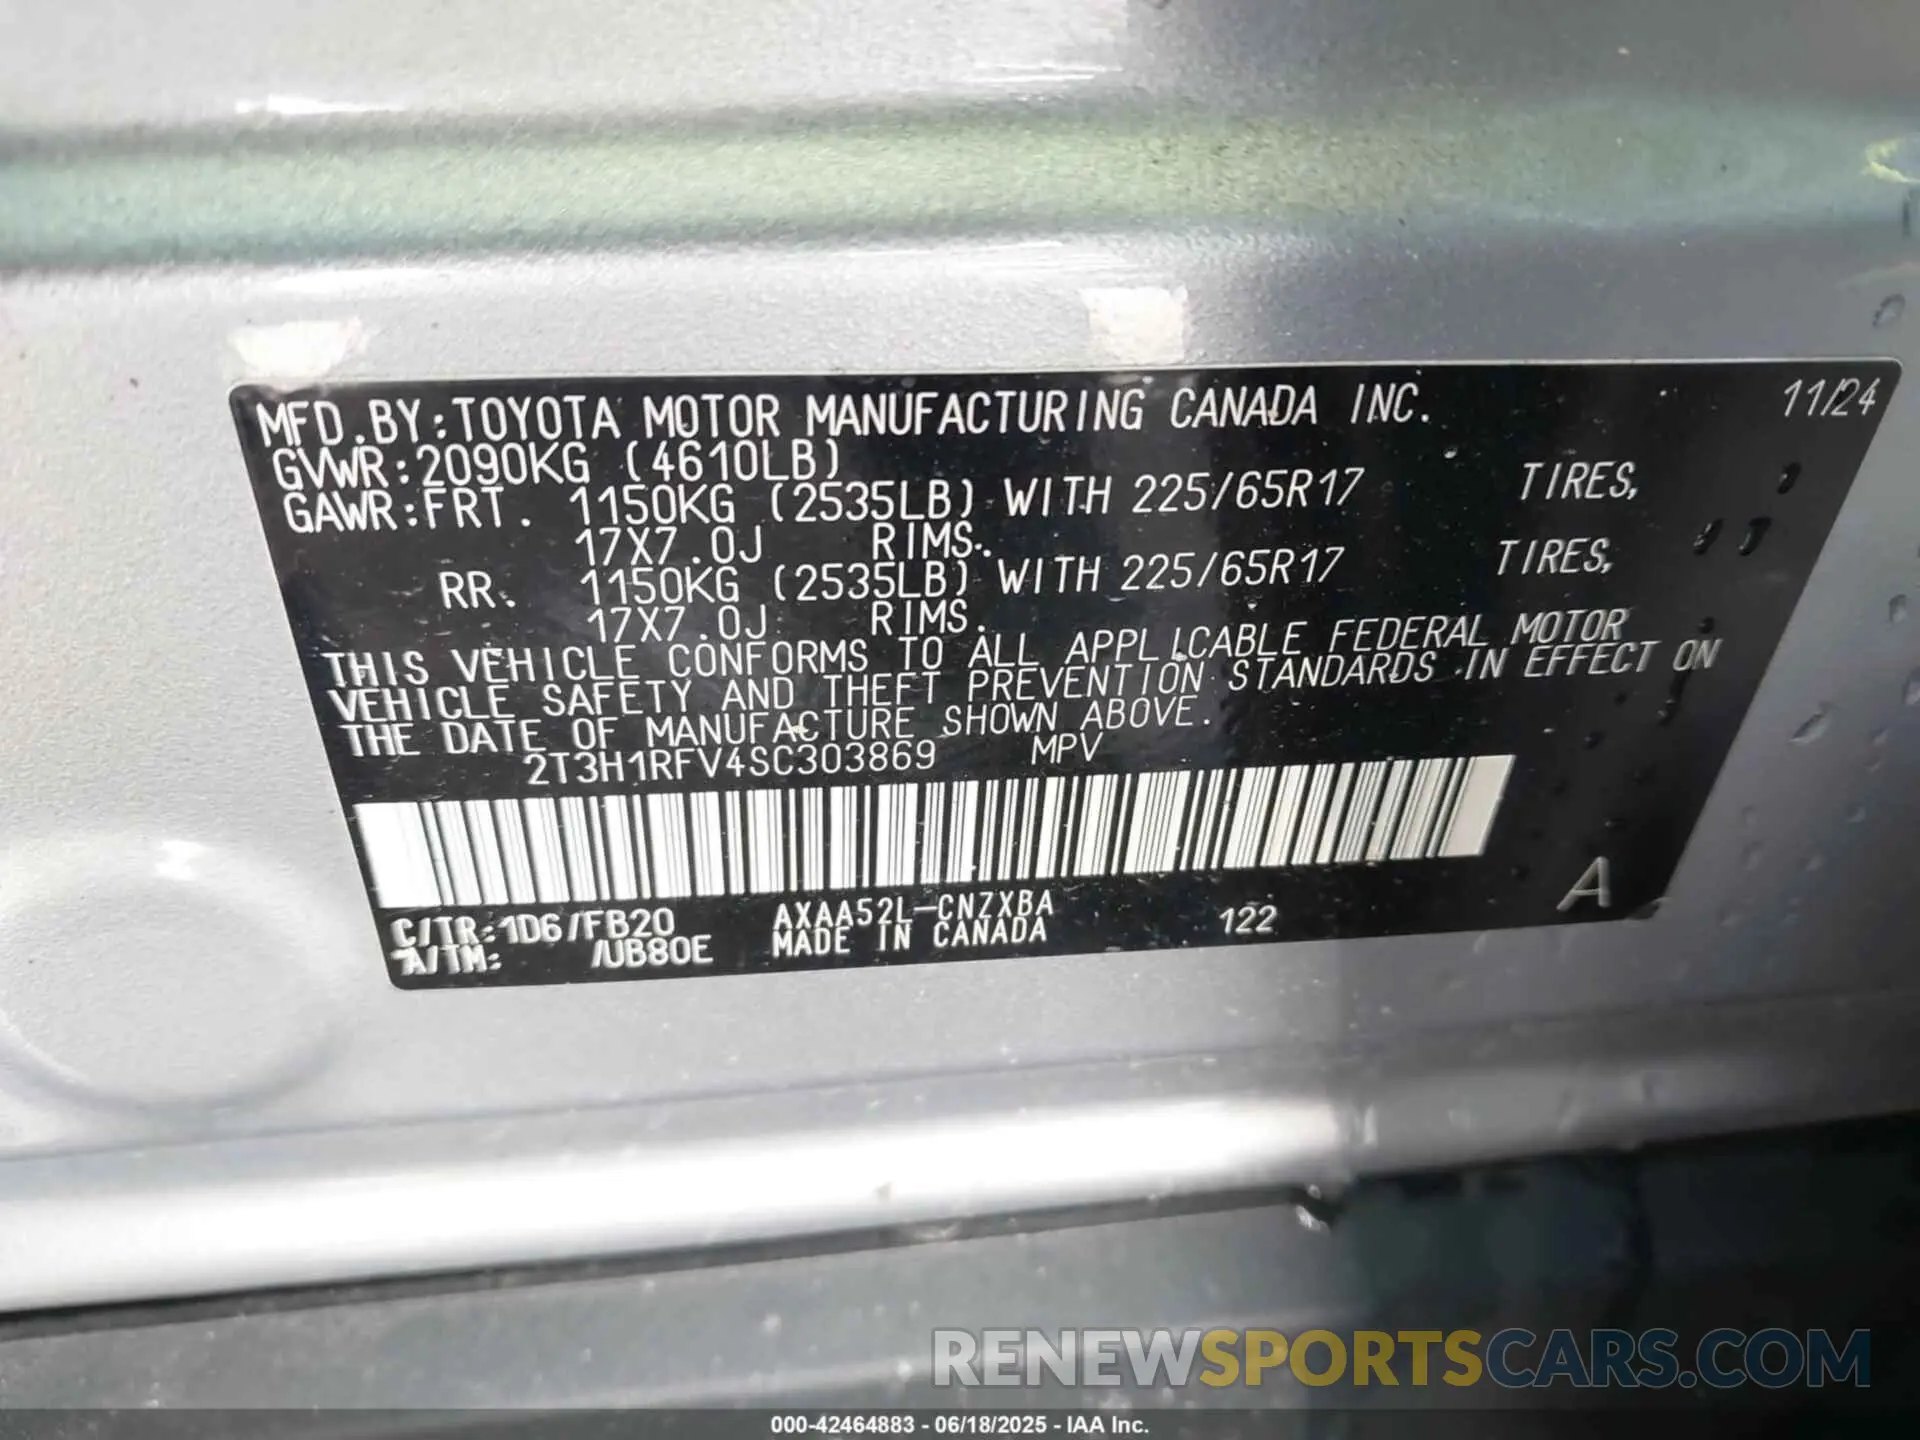 MFD.BY:TOYOTA MOTOR MANUFACTURING CANADA INC. 11/24
GVWR:2090KG (4610LB)
GAWR:FRT. 1150KG (2535LB) WITH 225/65R17 TIRES,
17X7.0J RIMS.
RR. 1150KG (2535LB) WITH 225/65R17 TIRES,
17X7.0J RIMS.
THIS VEHICLE CONFORMS TO ALL APPLICABLE FEDERAL MOTOR
VEHICLE SAFETY AND THEFT PREVENTION STANDARDS IN EFFECT ON
THE DATE OF MANUFACTURE SHOWN ABOVE.
2T3H1RFV4SC303869 MPV
C/TR:1D6/FB20 AXAA52L-CNZXBA 122 A
A/TM: /UB80E MADE IN CANADA
RENEWSPORTSCARS.COM
000-42464883 - 06/18/2025 - IAA Inc.